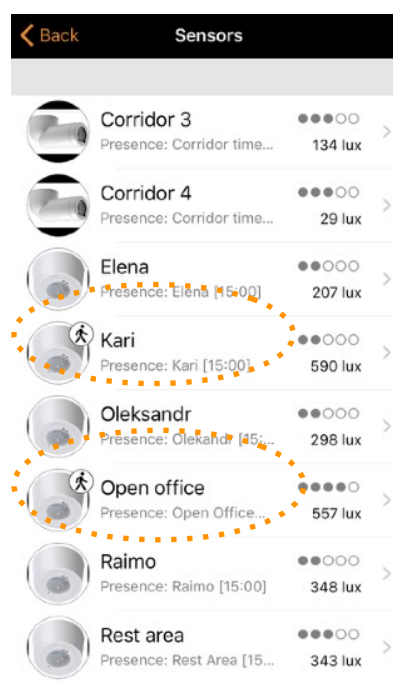 Back
Sensors
Corridor 3
Presence: Corridor time...
134 lux
Corridor 4
Presence: Corridor time...
29 lux
Elena
Presence: Elena [15:00]
207 lux
Kari
Presence: Kari [15:00]
590 lux
Oleksandr
Presence: Olekandr [15:...
298 lux
Open office
Presence: Open Office...
557 lux
Raimo
Presence: Raimo [15:00]
348 lux
Rest area
Presence: Rest Area [15...
343 lux